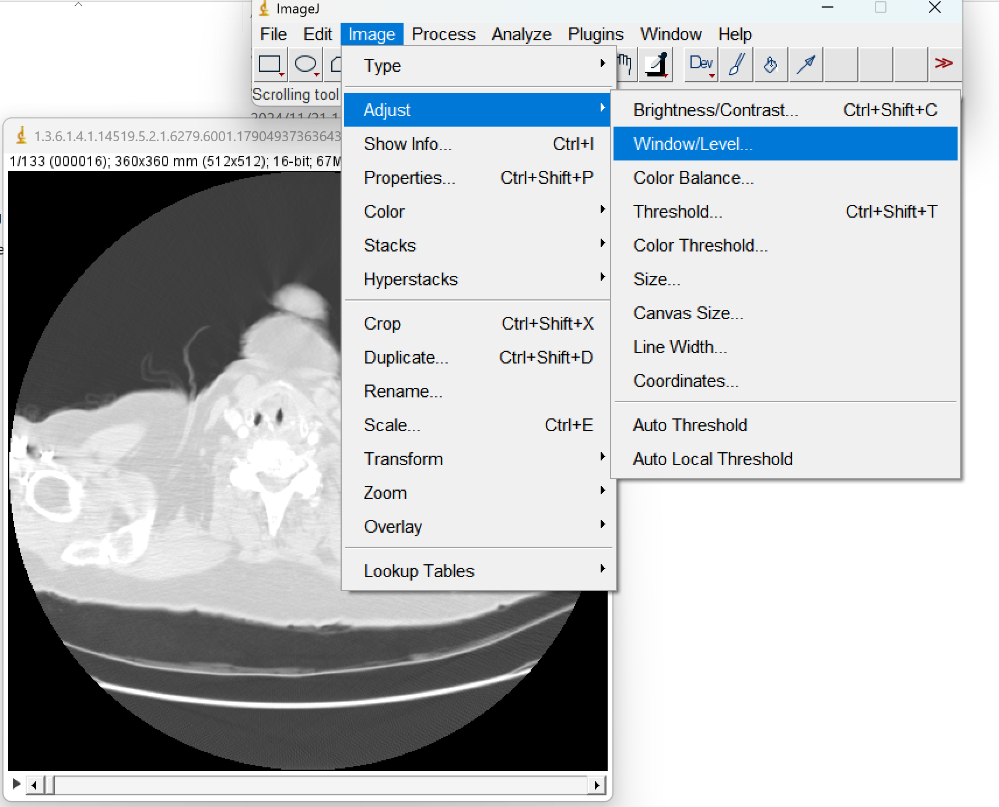 ImageJ
File Edit Image Process Analyze Plugins Window Help
Dev
Scrolling tool
1.3.6.1.4.1.14519.5.2.1.6279.6001.17904937363643
1/133 (000016); 360x360 mm (512x512); 16-bit; 67M
Type
Adjust
Show Info... Ctrl+I
Properties... Ctrl+Shift+P
Color
Stacks
Hyperstacks
Crop Ctrl+Shift+X
Duplicate... Ctrl+Shift+D
Rename...
Scale... Ctrl+E
Transform
Zoom
Overlay
Lookup Tables
Brightness/Contrast... Ctrl+Shift+C
Window/Level...
Color Balance...
Threshold... Ctrl+Shift+T
Color Threshold...
Size...
Canvas Size...
Line Width...
Coordinates...
Auto Threshold
Auto Local Threshold